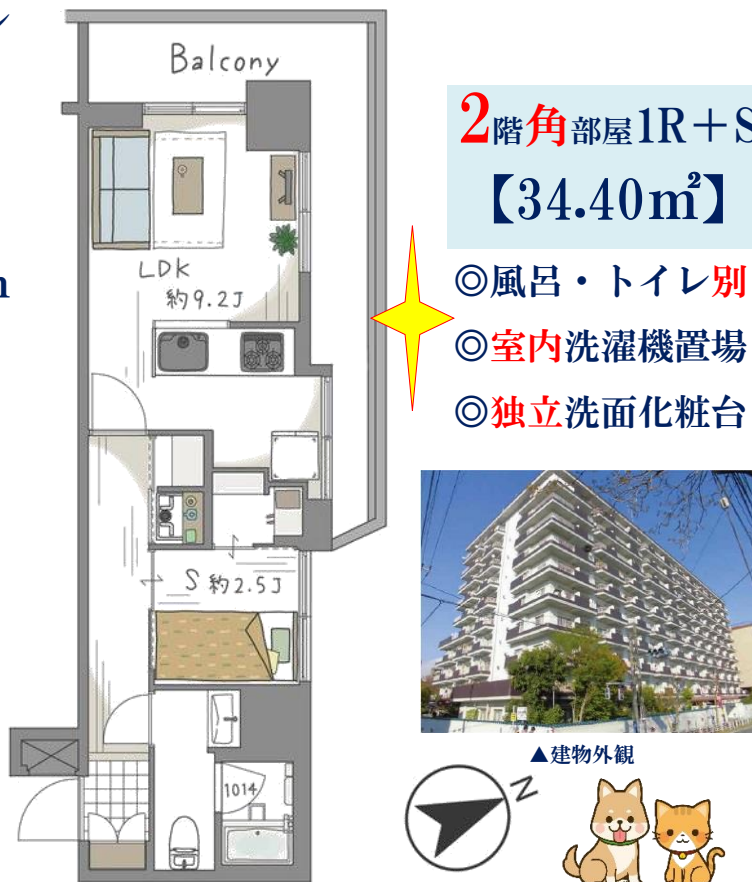 Balcony
LDK
約9.2J
S 約2.5J
1014
2階角部屋1R+S
【34.40㎡】
◎風呂・トイレ別
◎室内洗濯機置場
◎独立洗面化粧台
▲建物外観
N